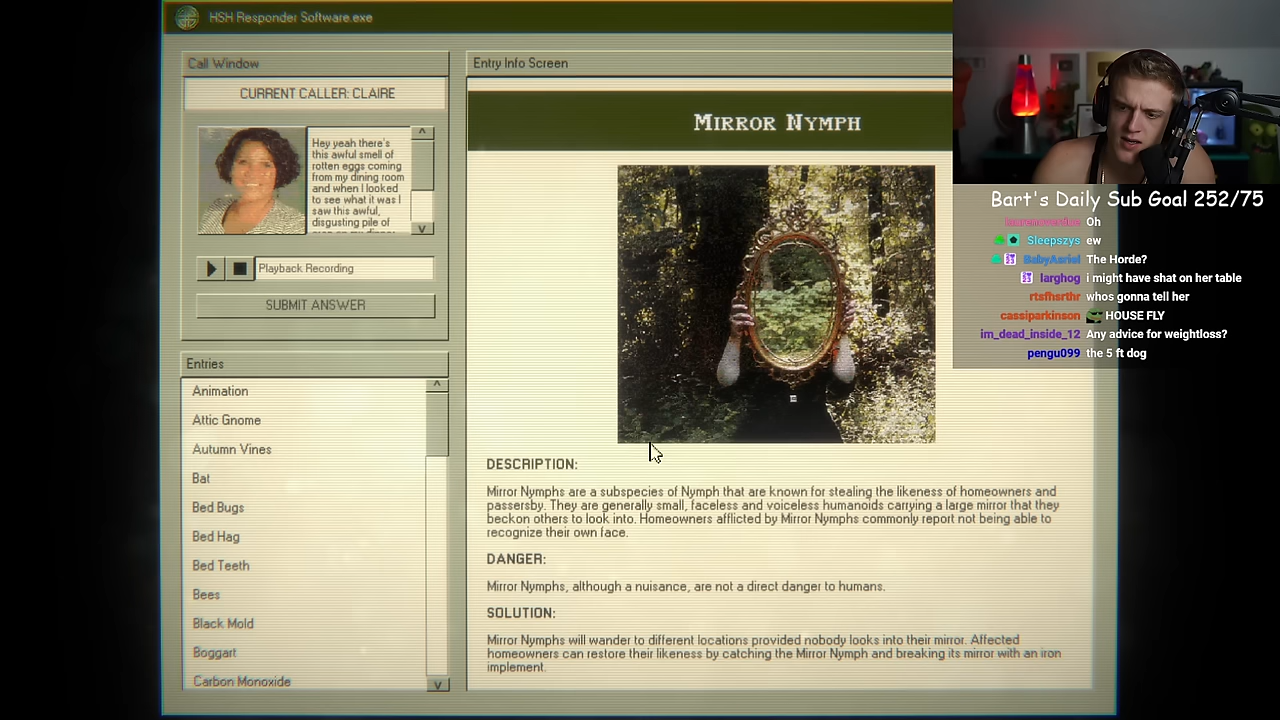 HSH Responder Software.exe
Call Window
CURRENT CALLER: CLAIRE
Hey yeah there's
this awful smell of
rotten eggs coming
from my dining room
and when I looked
to see what it was I
saw this awful,
disgusting pile of
Playback Recording
SUBMIT ANSWER
Entries
Animation
Attic Gnome
Autumn Vines
Bat
Bed Bugs
Bed Hag
Bed Teeth
Bees
Black Mold
Boggart
Carbon Monoxide
Entry Info Screen
Mirror Nymph
DESCRIPTION:
Mirror Nymphs are a subspecies of Nymph that are known for stealing the likeness of homeowners and
passersby. They are generally small, faceless and voiceless humanoids carrying a large mirror that they
beckon others to look into. Homeowners afflicted by Mirror Nymphs commonly report not being able to
recognize their own face.
DANGER:
Mirror Nymphs, although a nuisance, are not a direct danger to humans.
SOLUTION:
Mirror Nymphs will wander to different locations provided nobody looks into their mirror. Affected
homeowners can restore their likeness by catching the Mirror Nymph and breaking its mirror with an iron
implement.
Bart's Daily Sub Goal 252/75
Oh
Sleepszys ew
BabyAariel The Horde?
larghog i might have shat on her table
rtsfhsrthr whos gonna tell her
cassiparkinson HOUSE FLY
im_dead_inside_12 Any advice for weightloss?
pengu099 the 5 ft dog